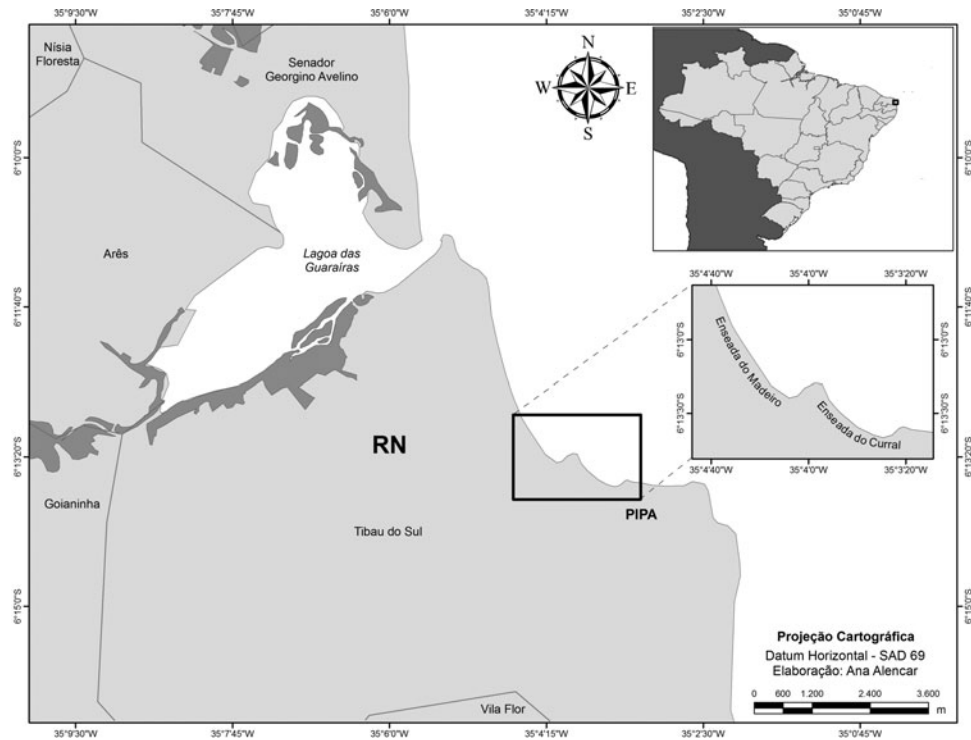 35°9'30"W 35°7'45"W 35°6'0"W 35°4'15"W 35°2'30"W 35°0'45"W
Nísia
Floresta
Senador
Georgino Avelino
N
W E
S
6°10'0"S 6°10'0"S
Arês
Lagoa das
Guaraíras
35°4'40"W 35°4'0"W 35°3'20"W
6°11'40"S 6°11'40"S
6°13'0"S 6°13'0"S
Enseada do Madeiro
6°13'30"S 6°13'30"S
Enseada do Curral
35°4'40"W 35°4'0"W 35°3'20"W
RN
6°13'20"S 6°13'20"S
Goianinha
PIPA
Tibau do Sul
6°15'0"S 6°15'0"S
Projeção Cartográfica
Datum Horizontal - SAD 69
Elaboração: Ana Alencar
0 600 1.200 2.400 3.600
m
Vila Flor
35°9'30"W 35°7'45"W 35°6'0"W 35°4'15"W 35°2'30"W 35°0'45"W